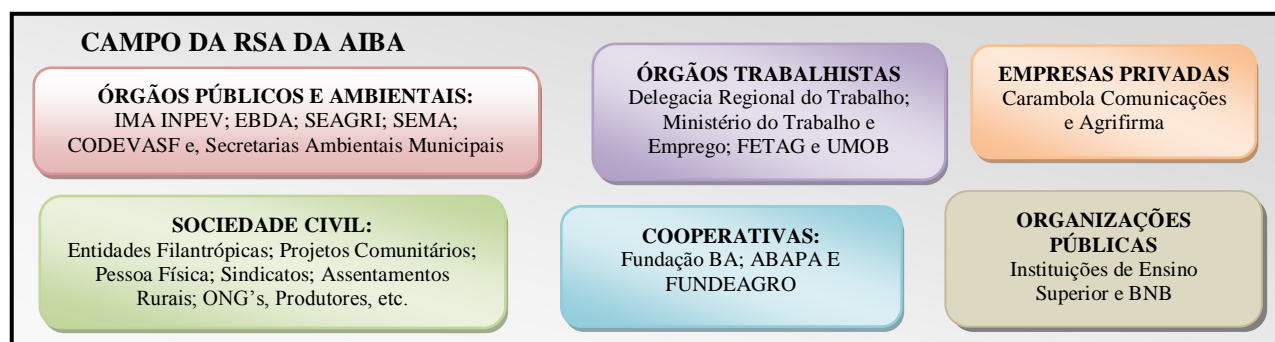 CAMPO DA RSA DA AIBA
ÓRGÃOS PÚBLICOS E AMBIENTAIS:
IMA INPEV; EBDA; SEAGRI; SEMA;
CODEVASF e, Secretarias Ambientais Municipais
ÓRGÃOS TRABALHISTAS
Delegacia Regional do Trabalho;
Ministério do Trabalho e
Emprego; FETAG e UMOB
EMPRESAS PRIVADAS
Carambola Comunicações
e Agrifirma
SOCIEDADE CIVIL:
Entidades Filantrópicas; Projetos Comunitários;
Pessoa Física; Sindicatos; Assentamentos
Rurais; ONG’s, Produtores, etc.
COOPERATIVAS:
Fundação BA; ABAPA E
FUNDEAGRO
ORGANIZAÇÕES
PÚBLICAS
Instituições de Ensino
Superior e BNB